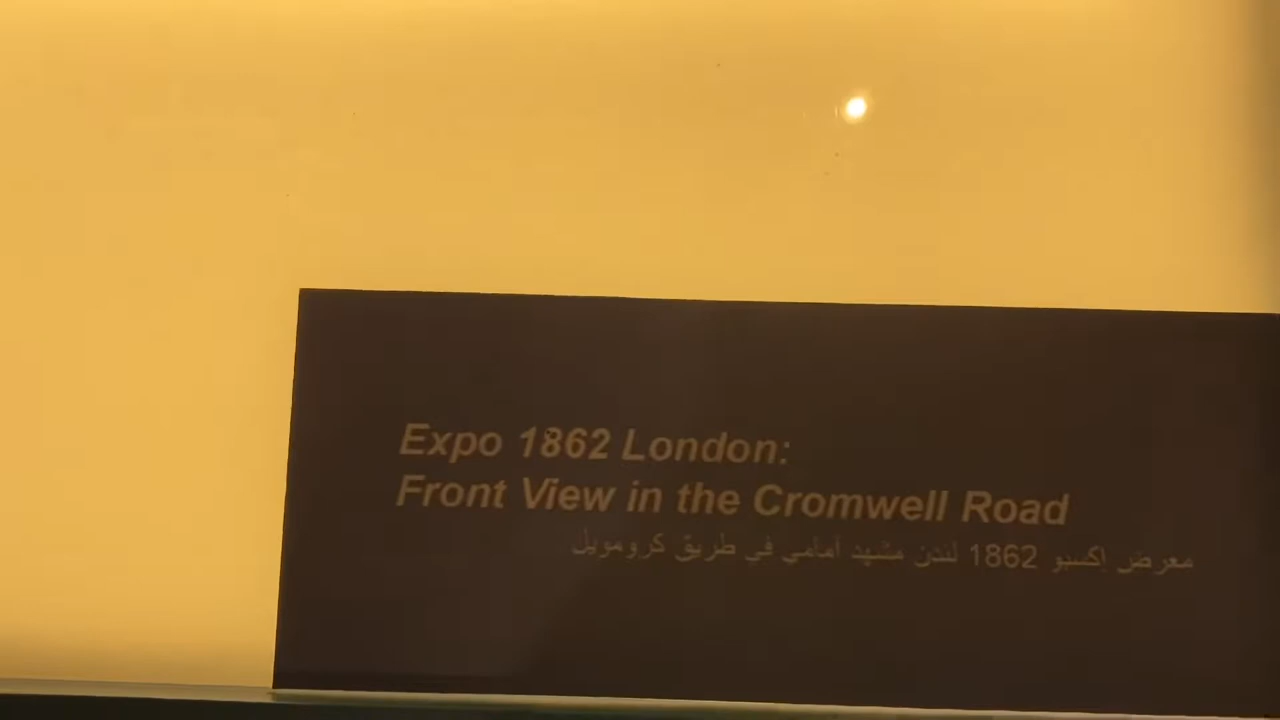 Expo 1862 London:
Front View in the Cromwell Road
معرض إكسبو 1862 لندن مشهد أمامي في طريق كرومويل